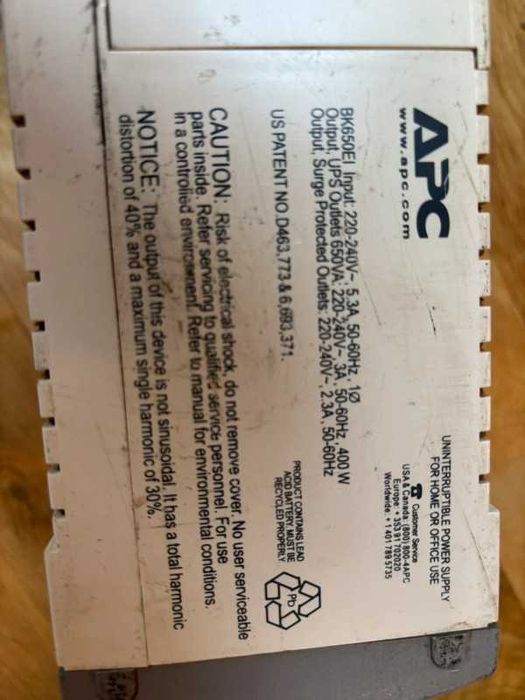 APC
www.apc.com
UNINTERRUPTIBLE POWER SUPPLY
FOR HOME OR OFFICE USE
Customer Service
USA & Canada: (800) 800-4APC
Europe: +353 91 702020
Worldwide: +1 401 789 5735
BK650EI Input: 220-240V~ 5.3A, 50-60Hz, 1Ø
Output, UPS Outlets 650VA: 220-240V~, 3A, 50-60Hz, 400 W
Output, Surge Protected Outlets: 220-240V~, 2.3A, 50-60Hz
US PATENT NO.D463,773 & 6,693,371.
PRODUCT CONTAINS LEAD
ACID BATTERY. MUST BE
RECYCLED PROPERLY
Pb
CAUTION: Risk of electrical shock, do not remove cover. No user serviceable
parts inside. Refer servicing to qualified service personnel. For use
in a controlled environment. Refer to manual for environmental conditions.
NOTICE: The output of this device is not sinusoidal. It has a total harmonic
distortion of 40% and a maximum single harmonic of 30%.